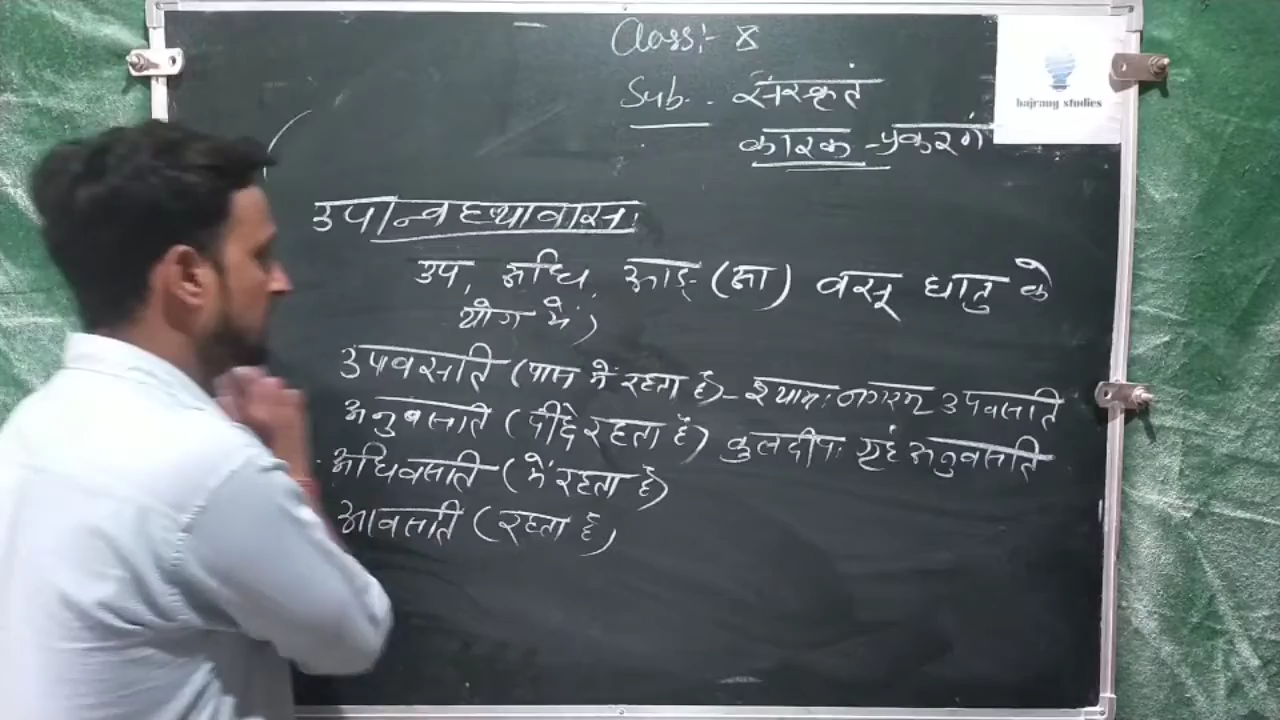 Class:- 8
Sub. - संस्कृतं
bajrang studies
कारक - प्रकरणं
उपान्वध्यावासः
उप, अधि, आङ् (आ) वस् धातु के
योग में,
उपवसति (पास में रहता है) - श्यामः नगरम् उपवसति
अनुवसति (पीछे रहता है) कुलदीपः गृहं अनुवसति
अधिवसति (में रहता है)
आवसति (रहता है)